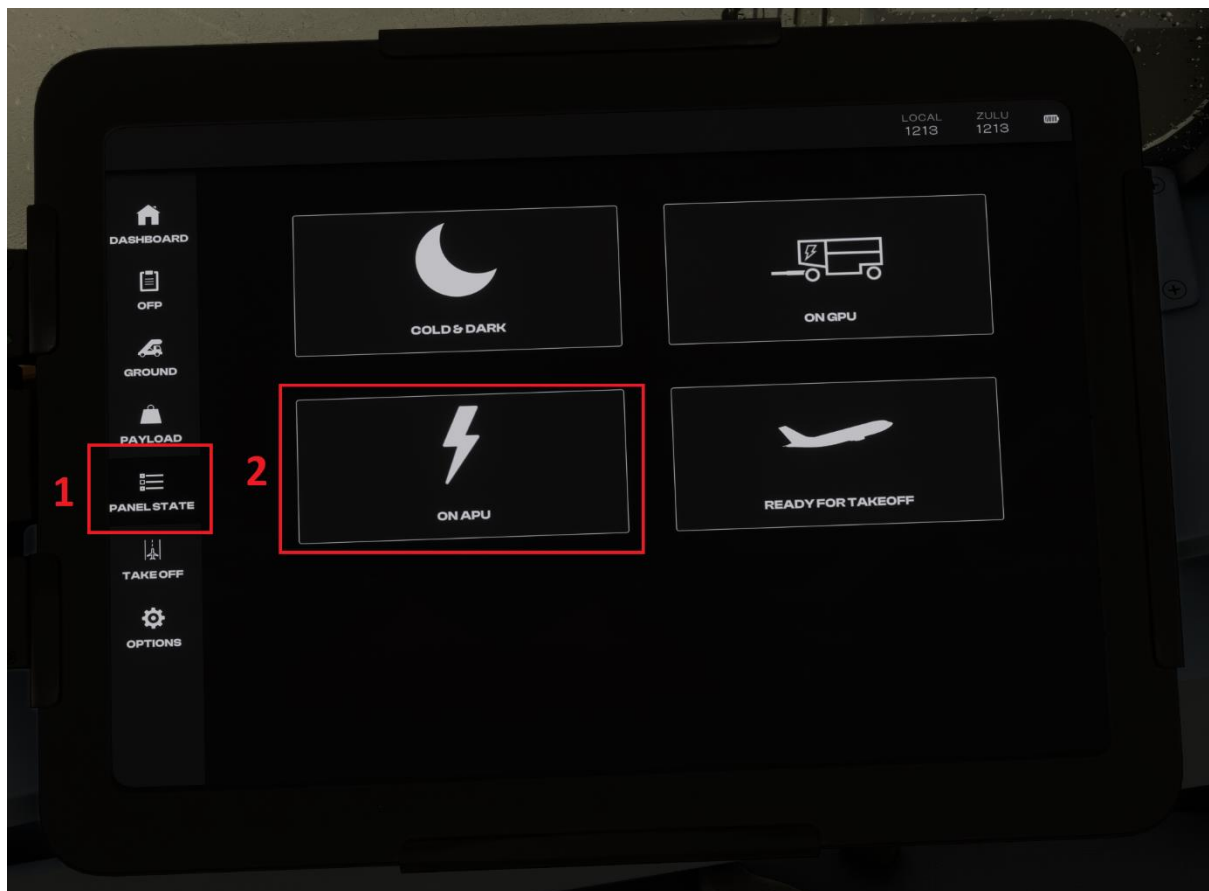 LOCAL ZULU
1213 1213
DASHBOARD
OFP
GROUND
PAYLOAD
1
PANEL STATE
TAKE OFF
OPTIONS
COLD & DARK
ON GPU
2
ON APU
READY FOR TAKEOFF